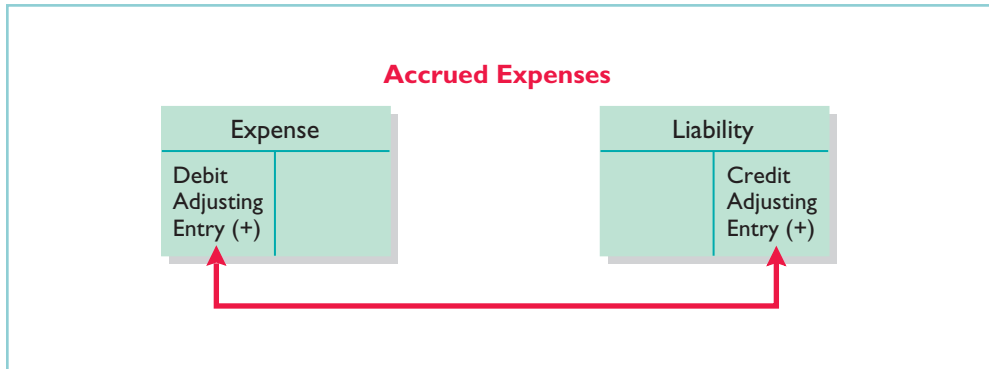 Accrued Expenses
Expense
Debit
Adjusting
Entry (+)
Liability
Credit
Adjusting
Entry (+)